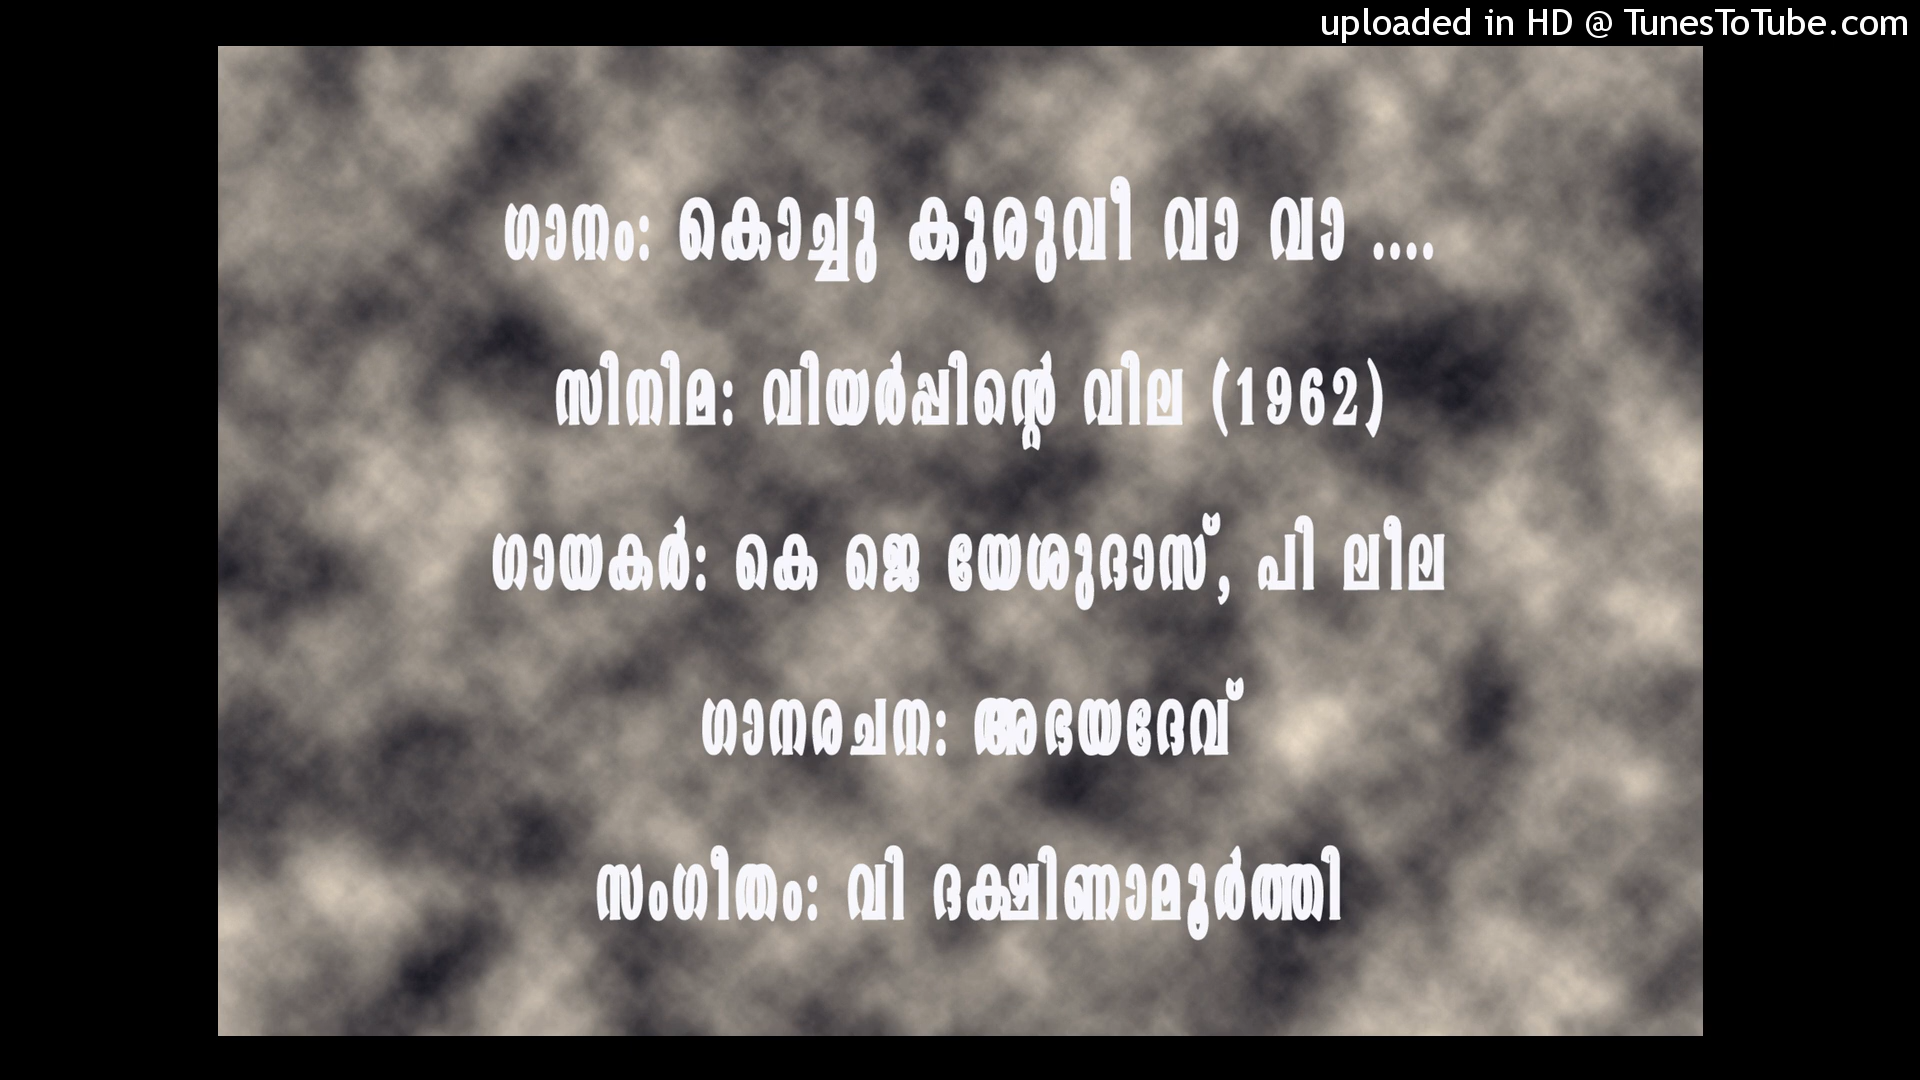 uploaded in HD @ TunesToTube.com
ഗാനം: കൊച്ചു കുരുവീ വാ വാ ....
സിനിമ: വിയർപ്പിന്റെ വില (1962)
ഗായകർ: കെ ജെ യേശുദാസ്, പി ലീല
ഗാനരചന: അഭയദേവ്
സംഗീതം: വി ദക്ഷിണാമൂർത്തി